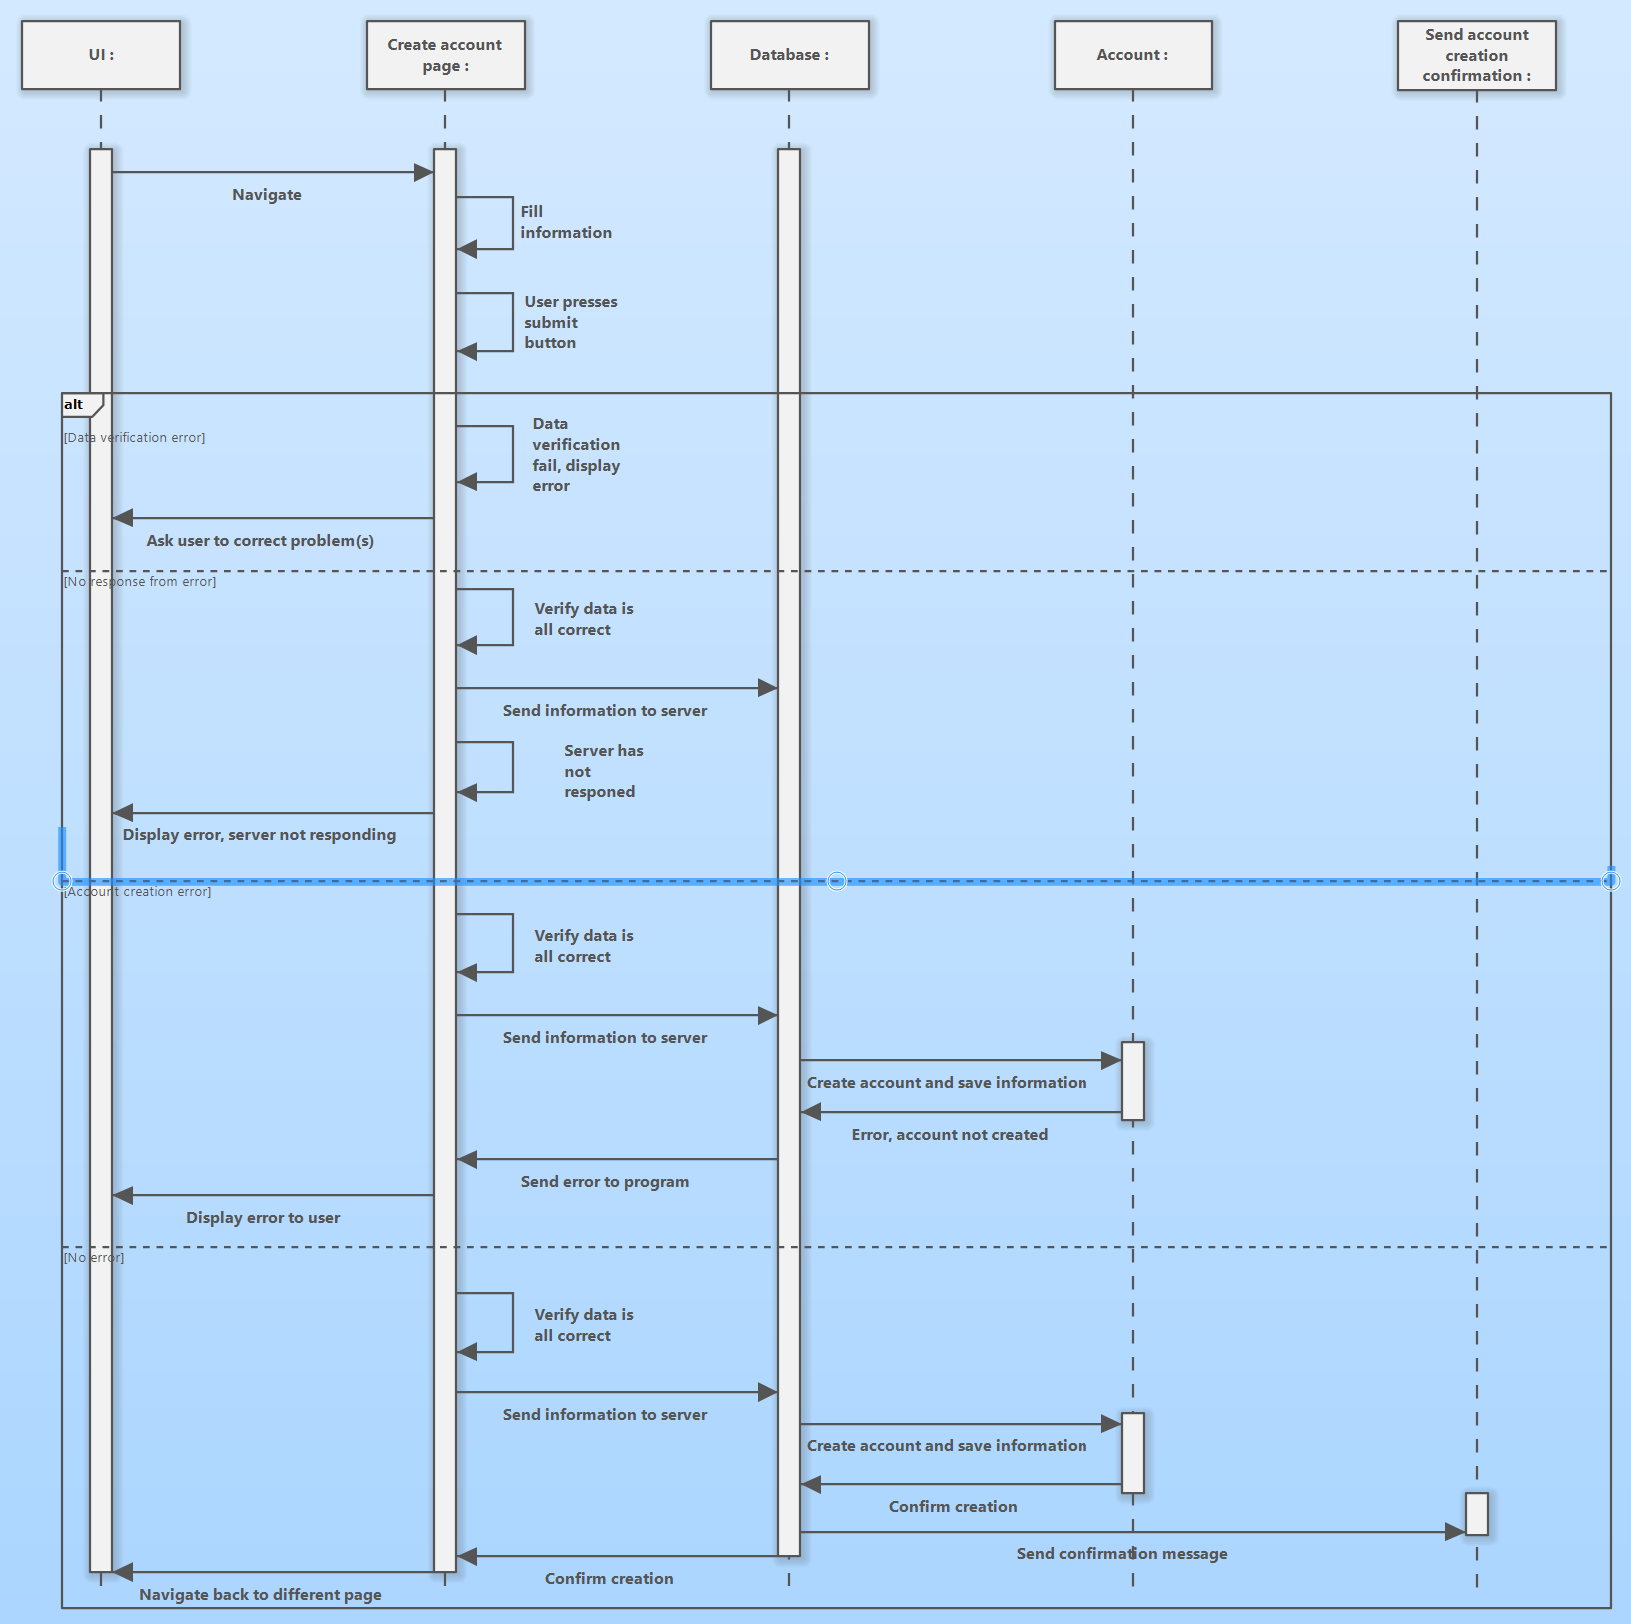 UI :
Create account
page :
Database :
Account :
Send account
creation
confirmation :
Navigate
Fill
information
User presses
submit
button
alt
[Data verification error]
Data
verification
fail, display
error
Ask user to correct problem(s)
[No response from error]
Verify data is
all correct
Send information to server
Server has
not
responed
Display error, server not responding
[Account creation error]
Verify data is
all correct
Send information to server
Create account and save information
Error, account not created
Send error to program
Display error to user
[No error]
Verify data is
all correct
Send information to server
Create account and save information
Confirm creation
Send confirmation message
Confirm creation
Navigate back to different page